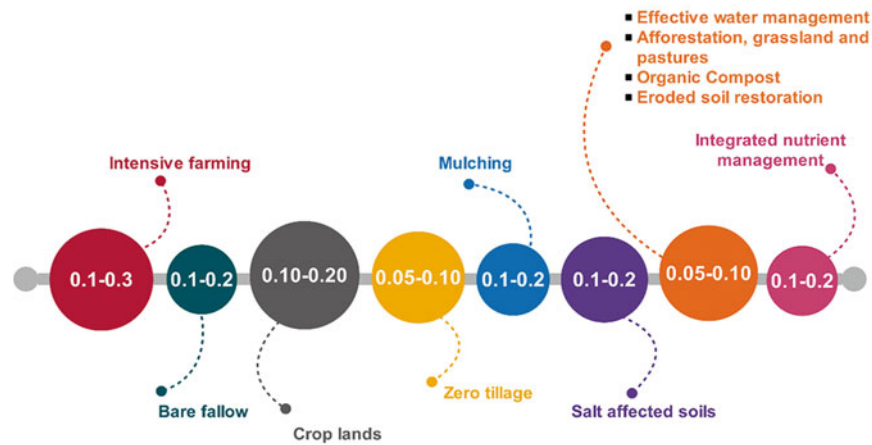 Effective water management
Afforestation, grassland and
pastures
Organic Compost
Eroded soil restoration
Integrated nutrient
management
Intensive farming
Mulching
0.1-0.3
0.1-0.2
0.10-0.20
0.05-0.10
0.1-0.2
0.1-0.2
0.05-0.10
0.1-0.2
Bare fallow
Crop lands
Zero tillage
Salt affected soils